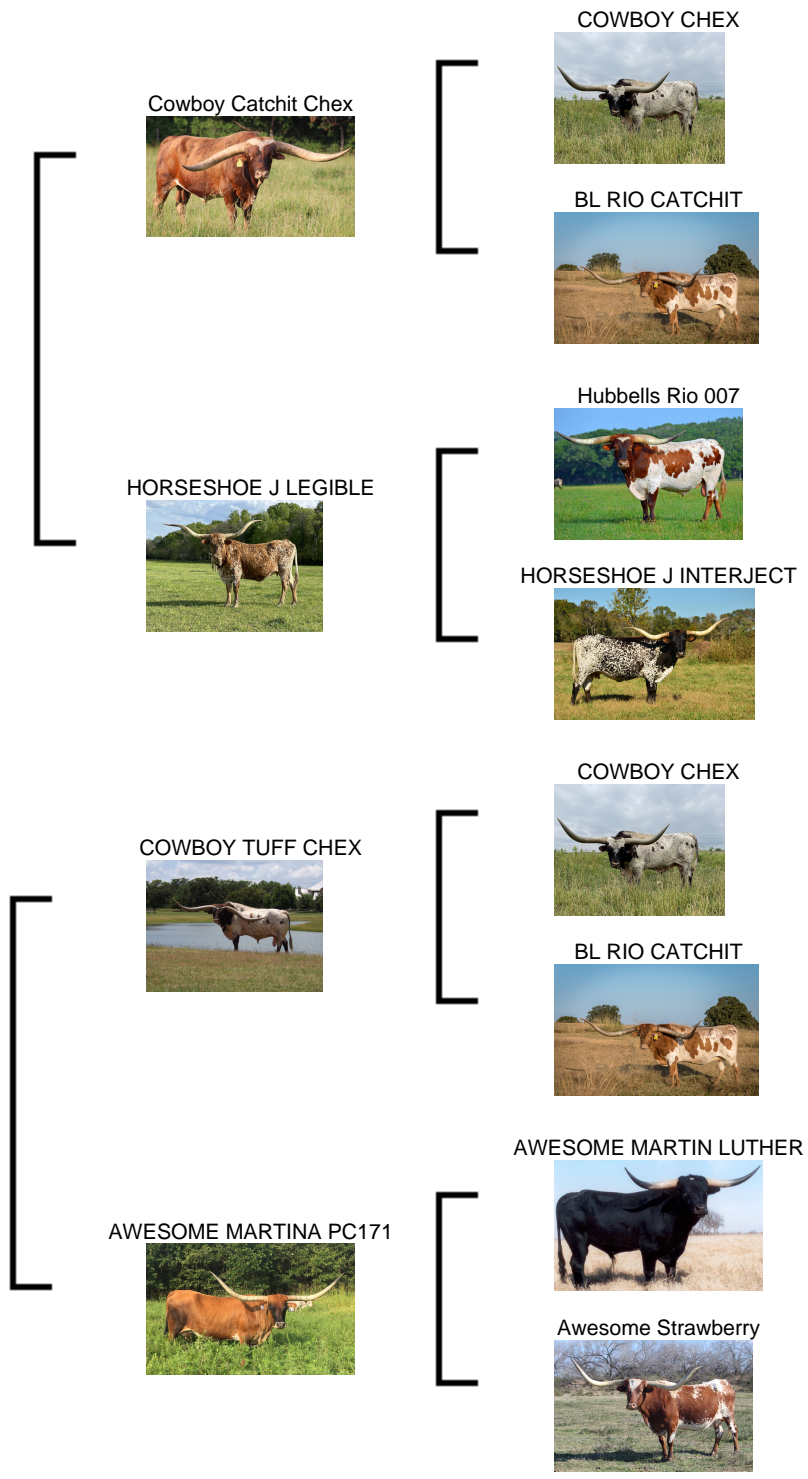 COWBOY CHEX
Cowboy Catchit Chex
BL RIO CATCHIT
Hubbells Rio 007
HORSESHOE J LEGIBLE
HORSESHOE J INTERJECT
COWBOY CHEX
COWBOY TUFF CHEX
BL RIO CATCHIT
AWESOME MARTIN LUTHER
AWESOME MARTINA PC171
Awesome Strawberry